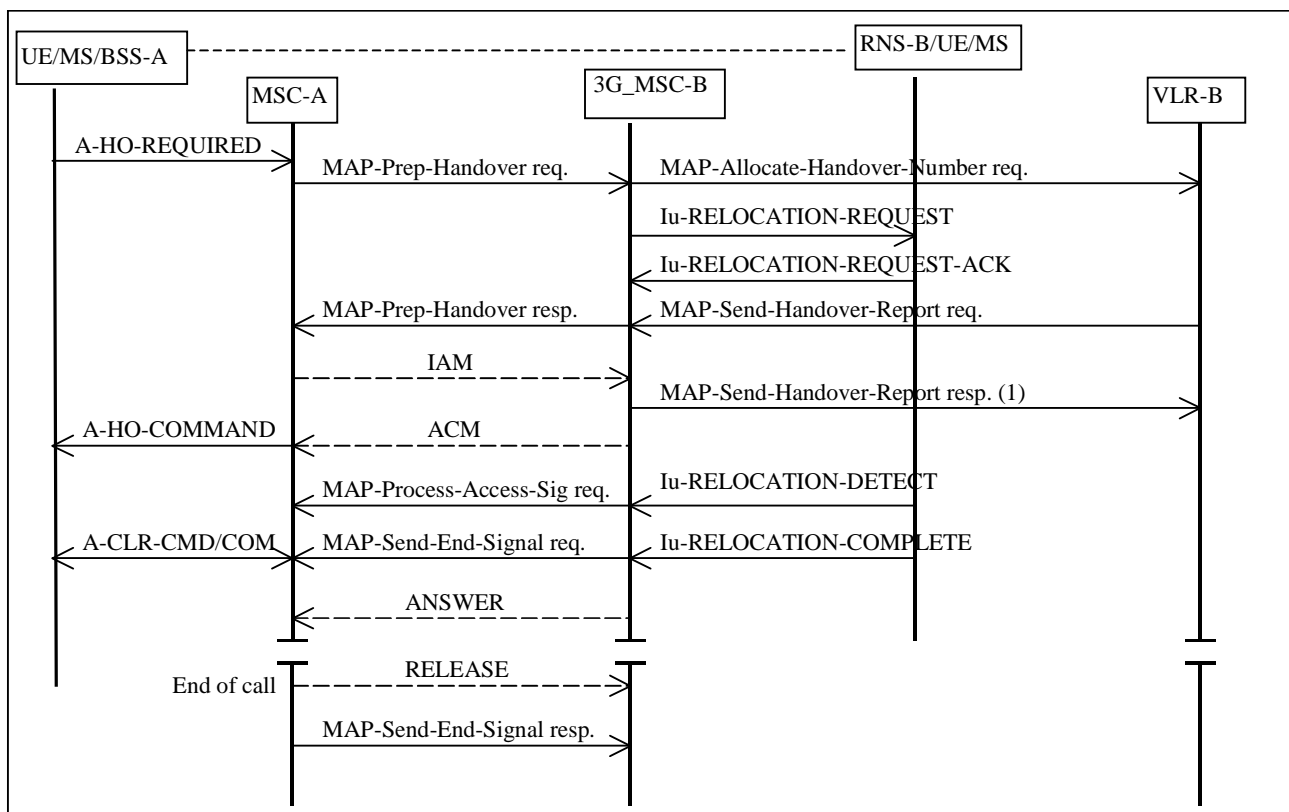 UE/MS/BSS-A
RNS-B/UE/MS
MSC-A
3G_MSC-B
VLR-B
A-HO-REQUIRED
MAP-Prep-Handover req.
MAP-Allocate-Handover-Number req.
Iu-RELOCATION-REQUEST
Iu-RELOCATION-REQUEST-ACK
MAP-Prep-Handover resp.
MAP-Send-Handover-Report req.
IAM
MAP-Send-Handover-Report resp. (1)
A-HO-COMMAND
ACM
MAP-Process-Access-Sig req.
Iu-RELOCATION-DETECT
A-CLR-CMD/COM
MAP-Send-End-Signal req.
Iu-RELOCATION-COMPLETE
ANSWER
RELEASE
End of call
MAP-Send-End-Signal resp.